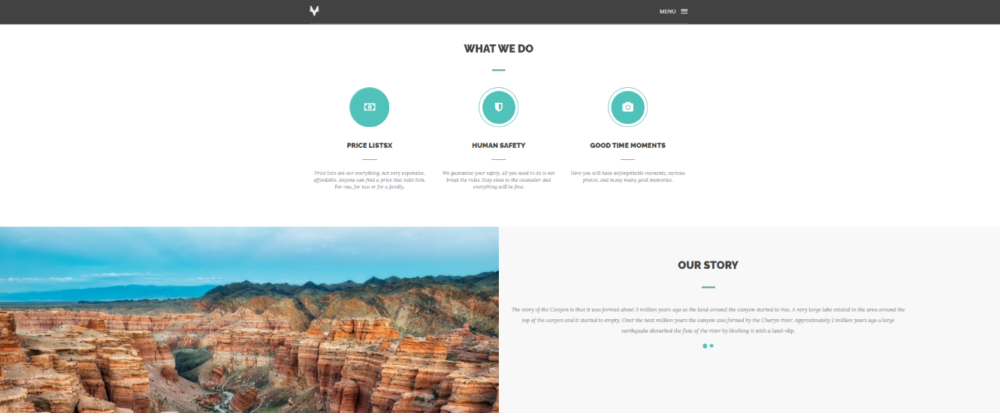 MENU
WHAT WE DO
PRICE LISTSX
HUMAN SAFETY
GOOD TIME MOMENTS
Price lists are our everything, not very expensive,
affordable. Anyone can find a price that suits him.
For one, for two or for a family.
We guarantee your safety, all you need to do is not
break the rules. Stay close to the counselor and
everything will be fine.
Here you will have unforgettable moments, various
photos, and many many good memories.
OUR STORY
The story of the Canyon is that it was formed about 3 million years ago as the land around the canyon started to rise. A very large lake existed in the area around the
top of the canyon and it started to empty. Over the next million years the canyon was formed by the Charyn river. Approximately 2 million years ago a large
earthquake disturbed the flow of the river by blocking it with a land-slip.